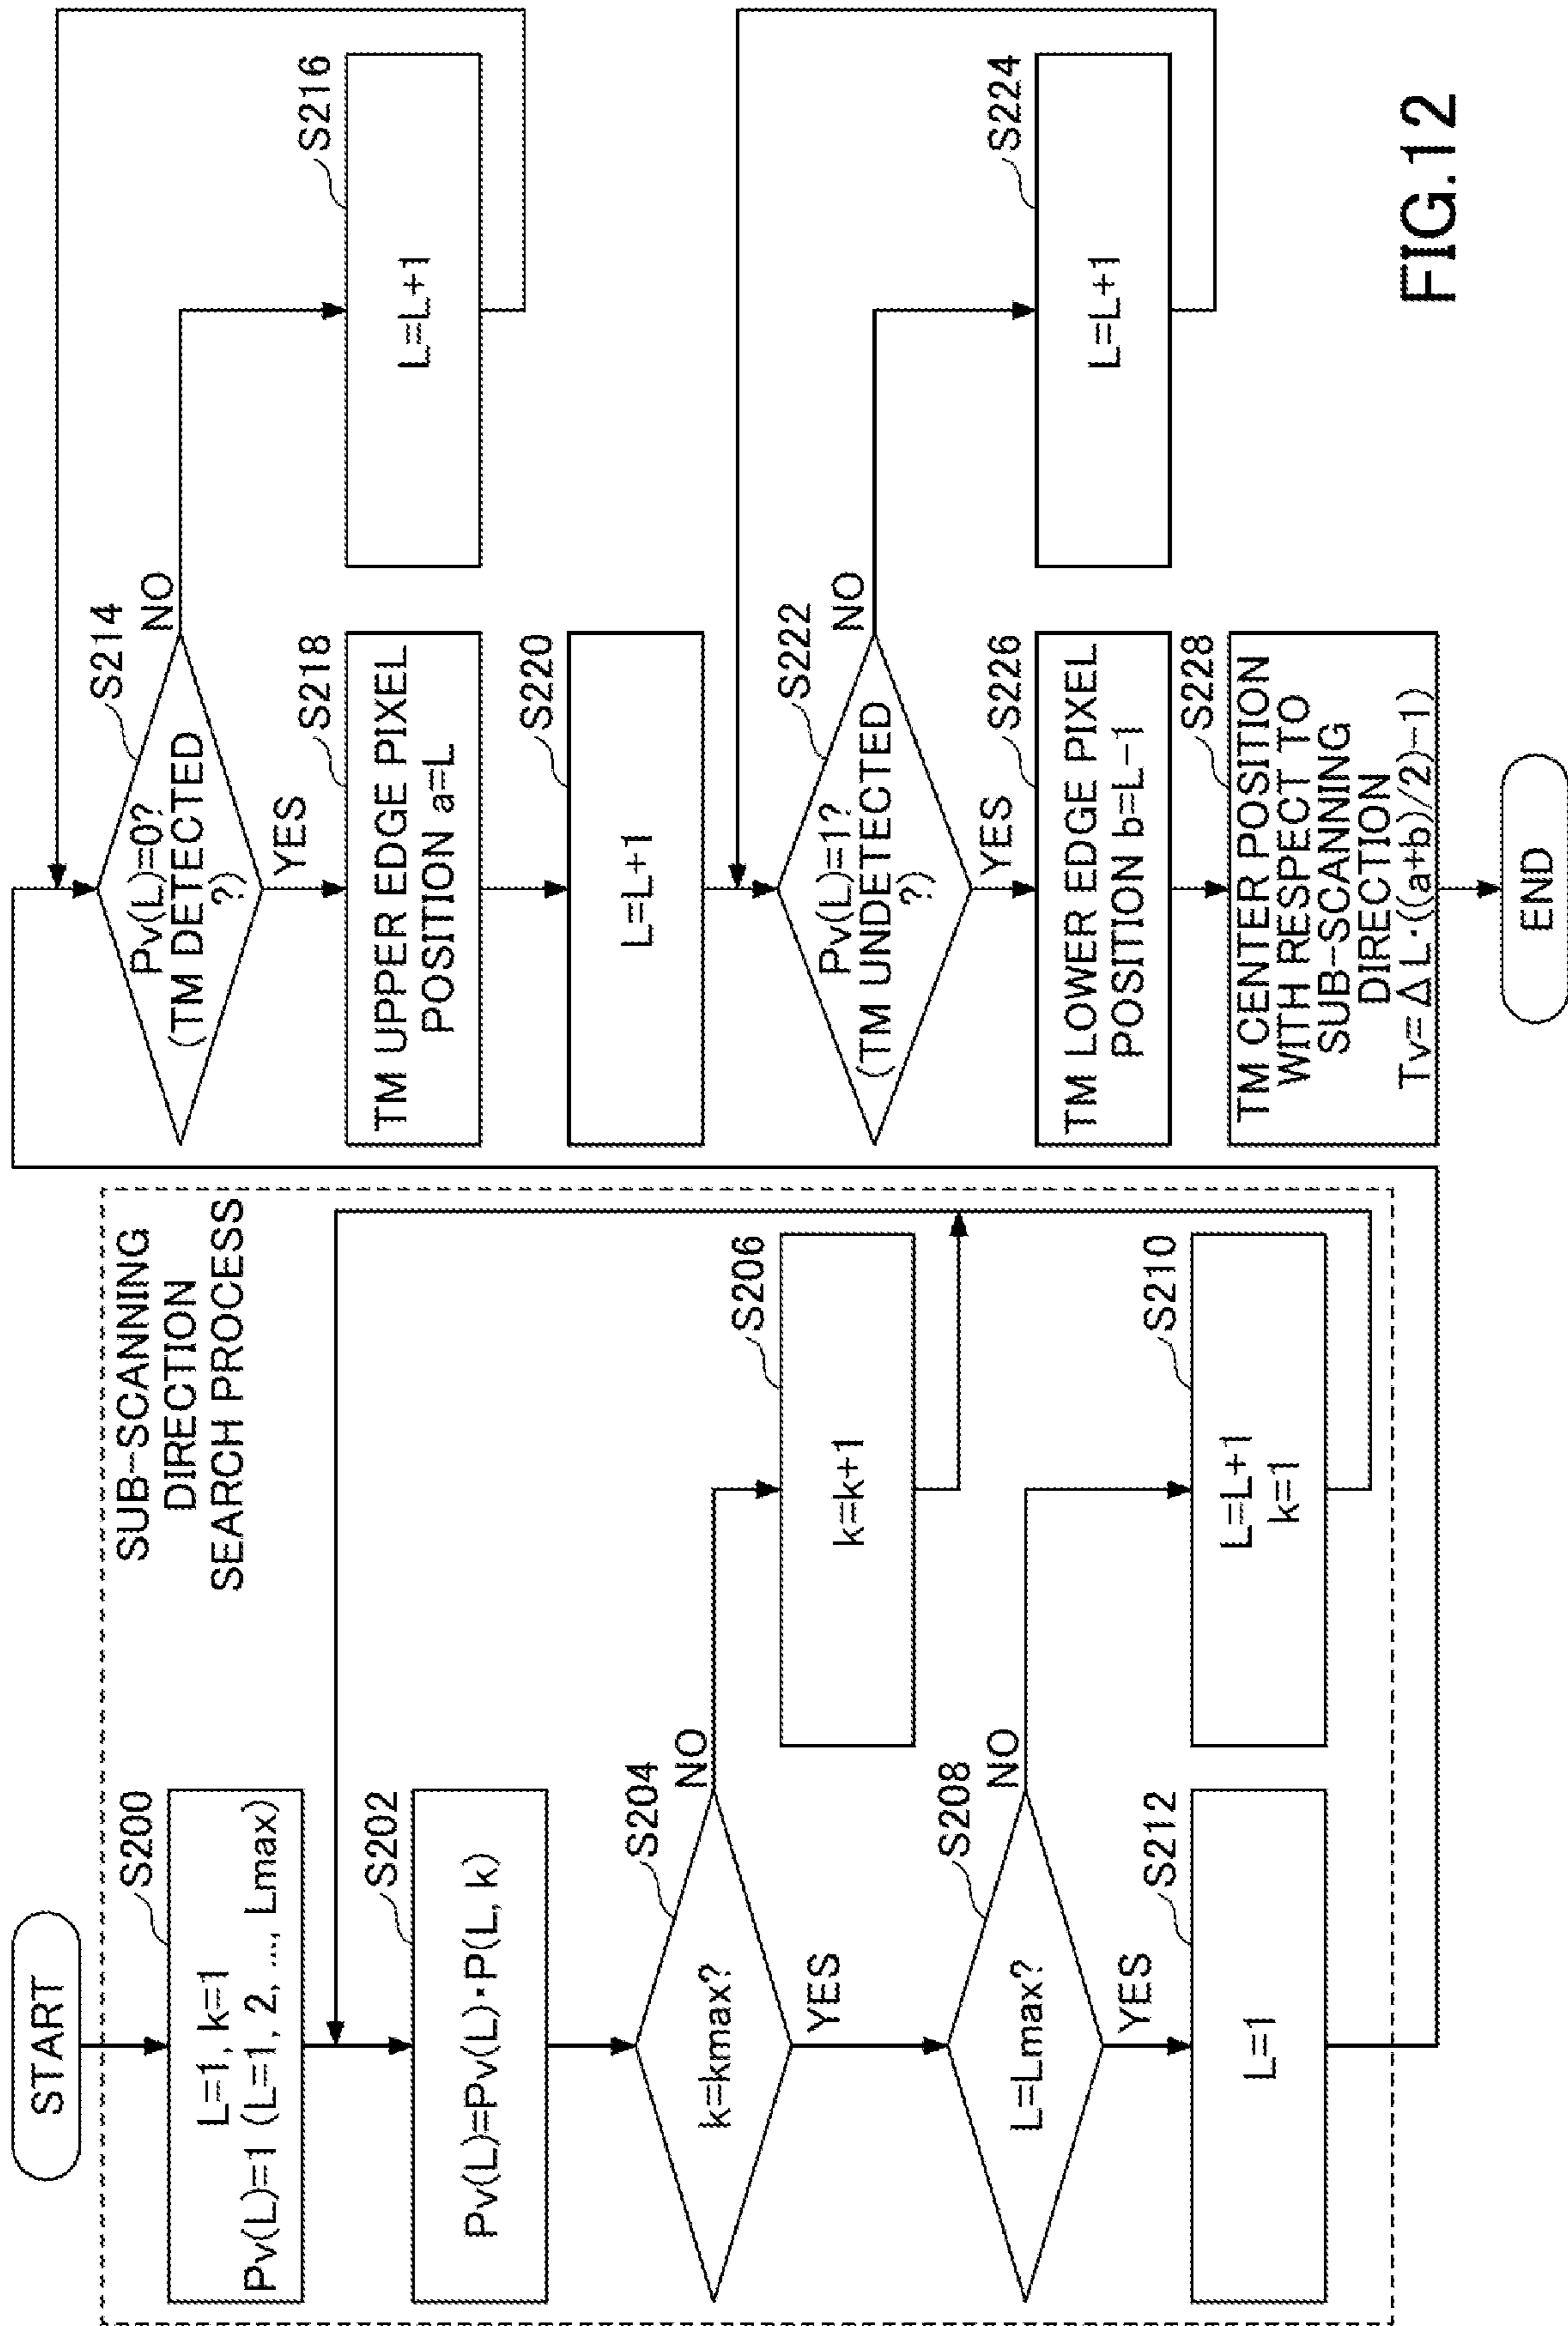 START
SUB-SCANNING
DIRECTION
SEARCH PROCESS
S200
L=1, k=1
Pv(L)=1 (L=1, 2, ..., Lmax)
S202
Pv(L)=Pv(L)·P(L, k)
S204
k=kmax?
NO
YES
S206
k=k+1
S208
L=Lmax?
NO
YES
S210
L=L+1
k=1
S212
L=1
S214
Pv(L)=0?
(TM DETECTED
?)
NO
YES
S216
L=L+1
S218
TM UPPER EDGE PIXEL
POSITION a=L
S220
L=L+1
S222
Pv(L)=1?
(TM UNDETECTED
?)
NO
YES
S224
L=L+1
S226
TM LOWER EDGE PIXEL
POSITION b=L-1
S228
TM CENTER POSITION
WITH RESPECT TO
SUB-SCANNING
DIRECTION
Tv=ΔL·((a+b)/2)-1)
END
FIG.12